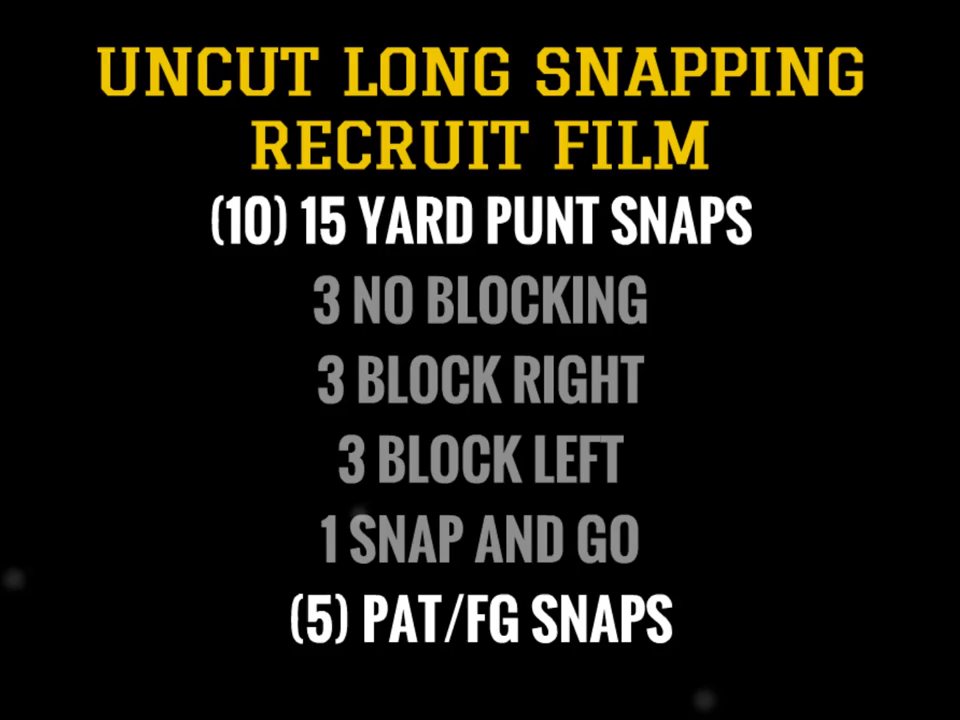 UNCUT LONG SNAPPING
RECRUIT FILM
(10) 15 YARD PUNT SNAPS
3 NO BLOCKING
3 BLOCK RIGHT
3 BLOCK LEFT
1 SNAP AND GO
(5) PAT/FG SNAPS